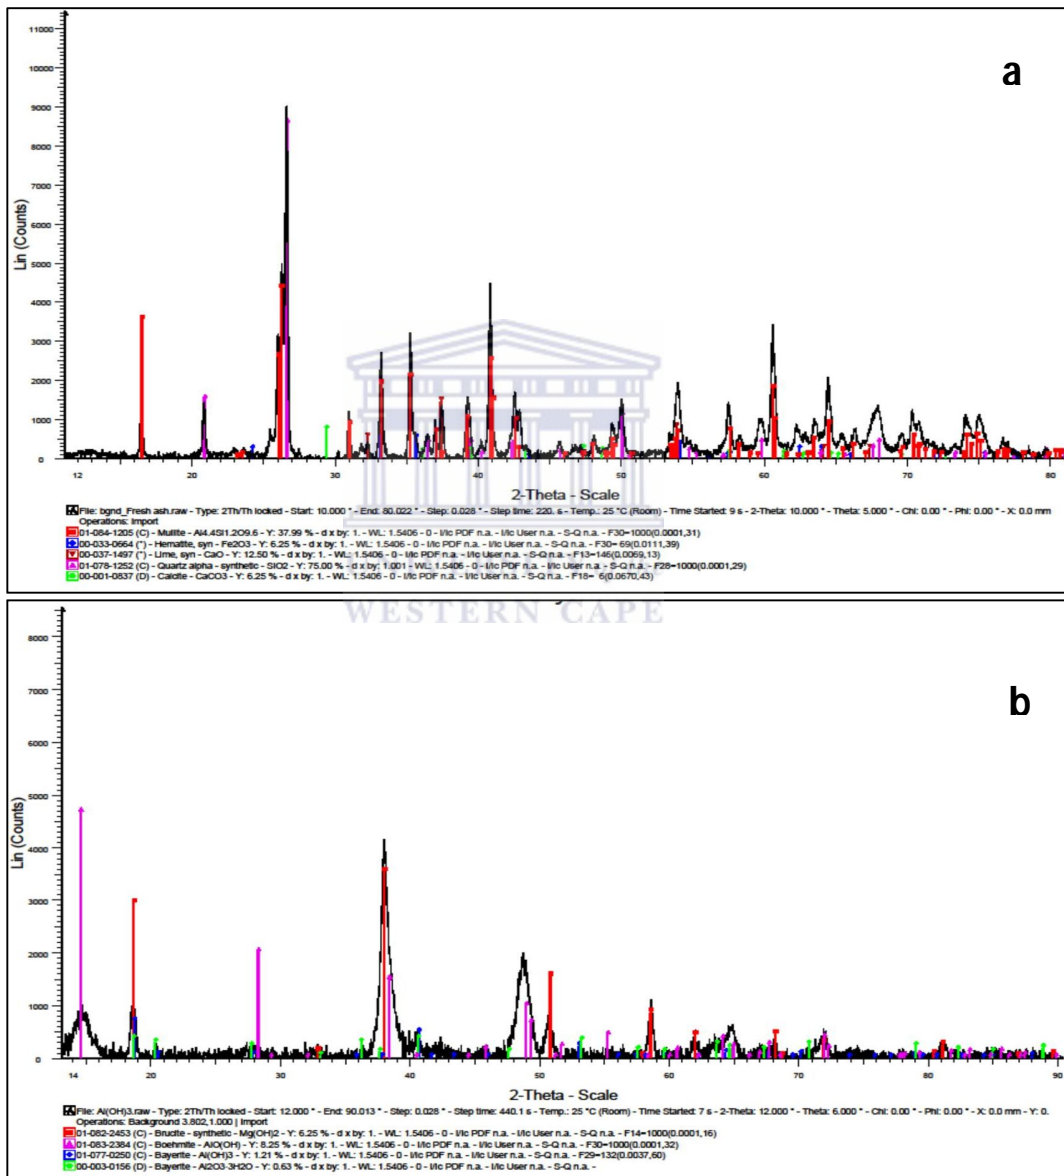 11000
a
10000
9000
8000
7000
6000
Lin (Counts)
5000
4000
3000
2000
1000
0
12 20 30 40 50 60 70 80
2-Theta - Scale
File: bgnd_Fresh ash.raw - Type: 2Th/Th locked - Start: 10.000 ° - End: 80.022 ° - Step: 0.028 ° - Step time: 220. s - Temp.: 25 °C (Room) - Time Started: 9 s - 2-Theta: 10.000 ° - Theta: 5.000 ° - Chi: 0.00 ° - Phi: 0.00 ° - X: 0.0 mm
Operations: Import
01-084-1205 (C) - Mullite - Al4.4Si1.2O9.6 - Y: 37.99 % - d x by: 1. - WL: 1.5406 - 0 - I/Ic PDF n.a. - I/Ic User n.a. - S-Q n.a. - F30=1000(0.0001,31)
00-033-0664 (*) - Hematite, syn - Fe2O3 - Y: 6.25 % - d x by: 1. - WL: 1.5406 - 0 - I/Ic PDF n.a. - I/Ic User n.a. - S-Q n.a. - F30= 69(0.0111,39)
00-037-1497 (*) - Lime, syn - CaO - Y: 12.50 % - d x by: 1. - WL: 1.5406 - 0 - I/Ic PDF n.a. - I/Ic User n.a. - S-Q n.a. - F13=146(0.0069,13)
01-078-1252 (C) - Quartz alpha - synthetic - SiO2 - Y: 75.00 % - d x by: 1.001 - WL: 1.5406 - 0 - I/Ic PDF n.a. - I/Ic User n.a. - S-Q n.a. - F28=1000(0.0001,29)
00-001-0837 (D) - Calcite - CaCO3 - Y: 6.25 % - d x by: 1. - WL: 1.5406 - 0 - I/Ic PDF n.a. - I/Ic User n.a. - S-Q n.a. - F18= 6(0.0670,43)
WESTERN CAPE
8000
b
7000
6000
5000
Lin (Counts)
4000
3000
2000
1000
0
14 20 30 40 50 60 70 80 90
2-Theta - Scale
File: Al(OH)3.raw - Type: 2Th/Th locked - Start: 12.000 ° - End: 90.013 ° - Step: 0.028 ° - Step time: 440.1 s - Temp.: 25 °C (Room) - Time Started: 7 s - 2-Theta: 12.000 ° - Theta: 6.000 ° - Chi: 0.00 ° - Phi: 0.00 ° - X: 0.0 mm - Y: 0.
Operations: Background 3.802,1.000 | Import
01-082-2453 (C) - Brucite - synthetic - Mg(OH)2 - Y: 6.25 % - d x by: 1. - WL: 1.5406 - 0 - I/Ic PDF n.a. - I/Ic User n.a. - S-Q n.a. - F14=1000(0.0001,16)
01-083-2384 (C) - Boehmite - AlO(OH) - Y: 8.25 % - d x by: 1. - WL: 1.5406 - 0 - I/Ic PDF n.a. - I/Ic User n.a. - S-Q n.a. - F30=1000(0.0001,32)
01-077-0250 (C) - Bayerite - Al(OH)3 - Y: 1.21 % - d x by: 1. - WL: 1.5406 - 0 - I/Ic PDF n.a. - I/Ic User n.a. - S-Q n.a. - F29=132(0.0037,60)
00-003-0156 (D) - Bayerite - Al2O3·3H2O - Y: 0.63 % - d x by: 1. - WL: 1.5406 - 0 - I/Ic PDF n.a. - I/Ic User n.a. - S-Q n.a. -